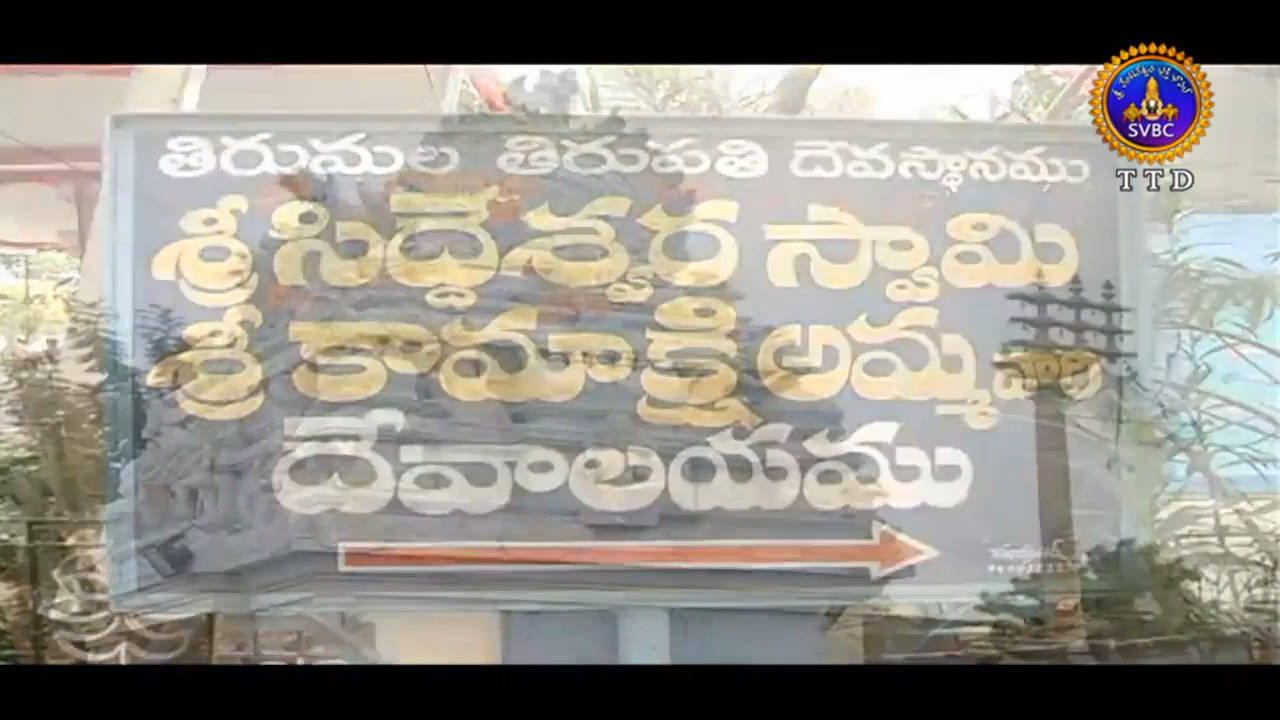 తిరుమల తిరుపతి దేవస్థానము
శ్రీ సిద్దేశ్వర స్వామి
శ్రీ కామాక్షి అమ్మవారి
దేవాలయము
SVBC
TTD